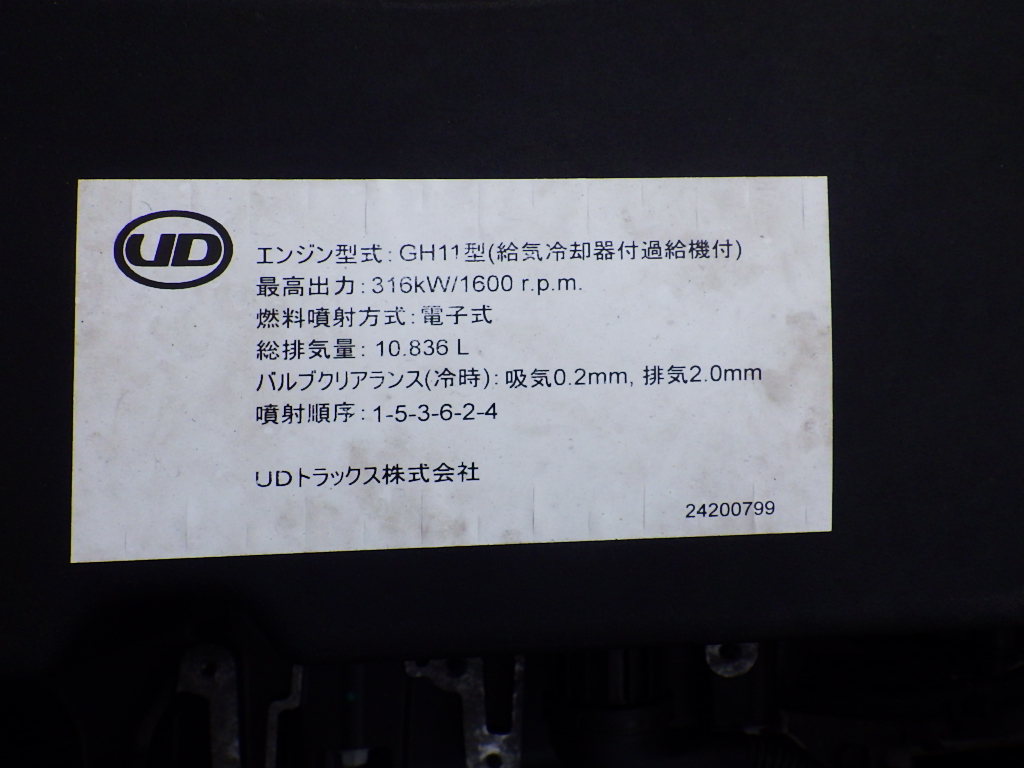 UD
エンジン型式：GH11型(給気冷却器付過給機付)
最高出力：316kW/1600 r.p.m.
燃料噴射方式：電子式
総排気量：10.836 L
バルブクリアランス(冷時)：吸気0.2mm, 排気2.0mm
噴射順序：1-5-3-6-2-4
UDトラックス株式会社
24200799